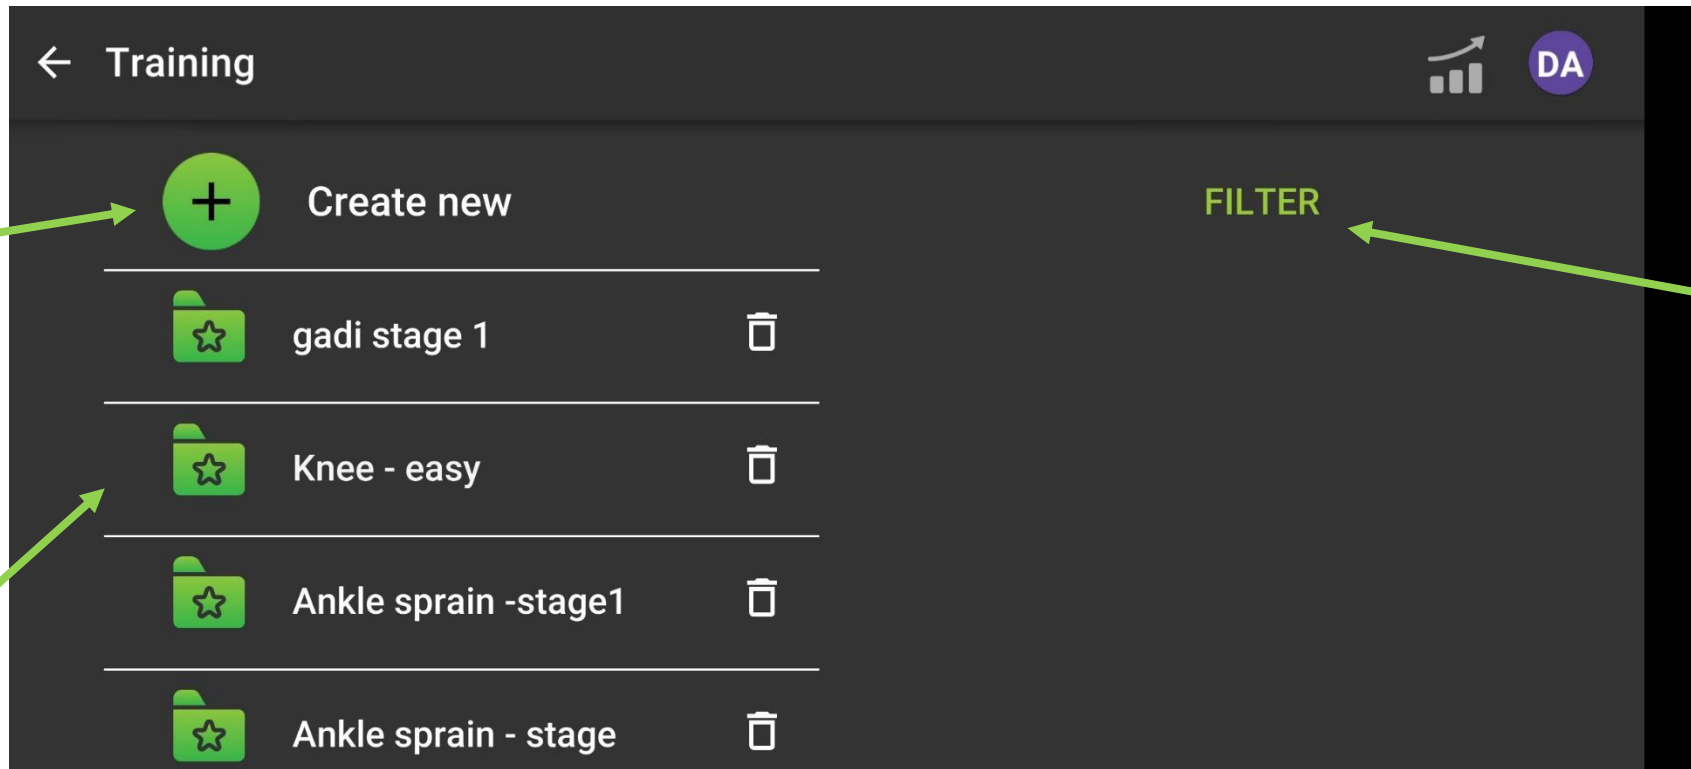 Training
DA
Create new
FILTER
gadi stage 1
Knee - easy
Ankle sprain -stage1
Ankle sprain - stage